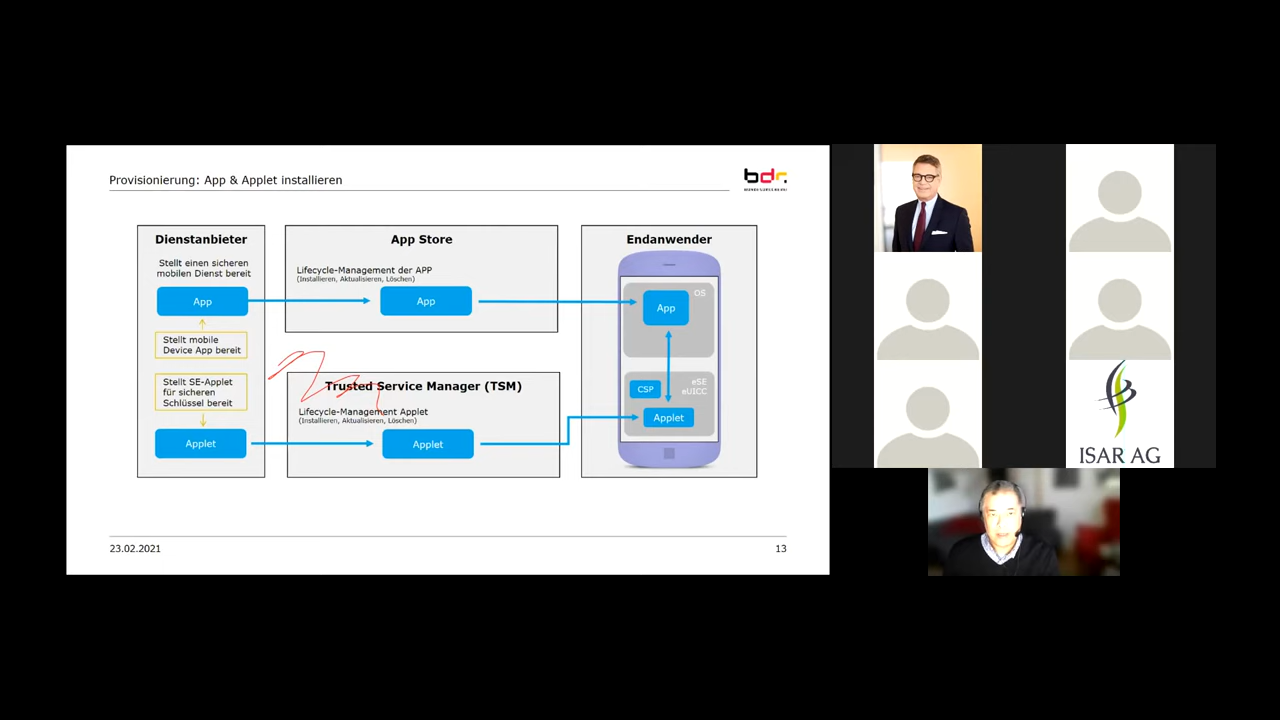 Provisionierung: App & Applet installieren
bdr.
BUNDESDRUCKEREI
Dienstanbieter
Stellt einen sicheren
mobilen Dienst bereit
App
Stellt mobile
Device App bereit
Stellt SE-Applet
für sicheren
Schlüssel bereit
Applet
App Store
Lifecycle-Management der APP
(Installieren, Aktualisieren, Löschen)
App
Trusted Service Manager (TSM)
Lifecycle-Management Applet
(Installieren, Aktualisieren, Löschen)
Applet
Endanwender
OS
App
CSP
eSE
eUICC
Applet
23.02.2021
13
ISAR AG